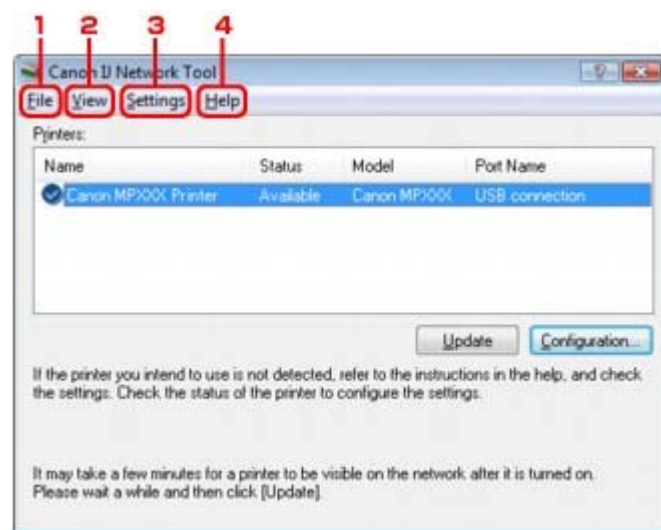 1 2 3 4
Canon IJ Network Tool
File View Settings Help
Printers:
Name Status Model Port Name
Canon MPXXX Printer Available Canon MPXXX USB connection
Update Configuration...
If the printer you intend to use is not detected, refer to the instructions in the help, and check
the settings. Check the status of the printer to configure the settings.
It may take a few minutes for a printer to be visible on the network after it is turned on.
Please wait a while and then click [Update].